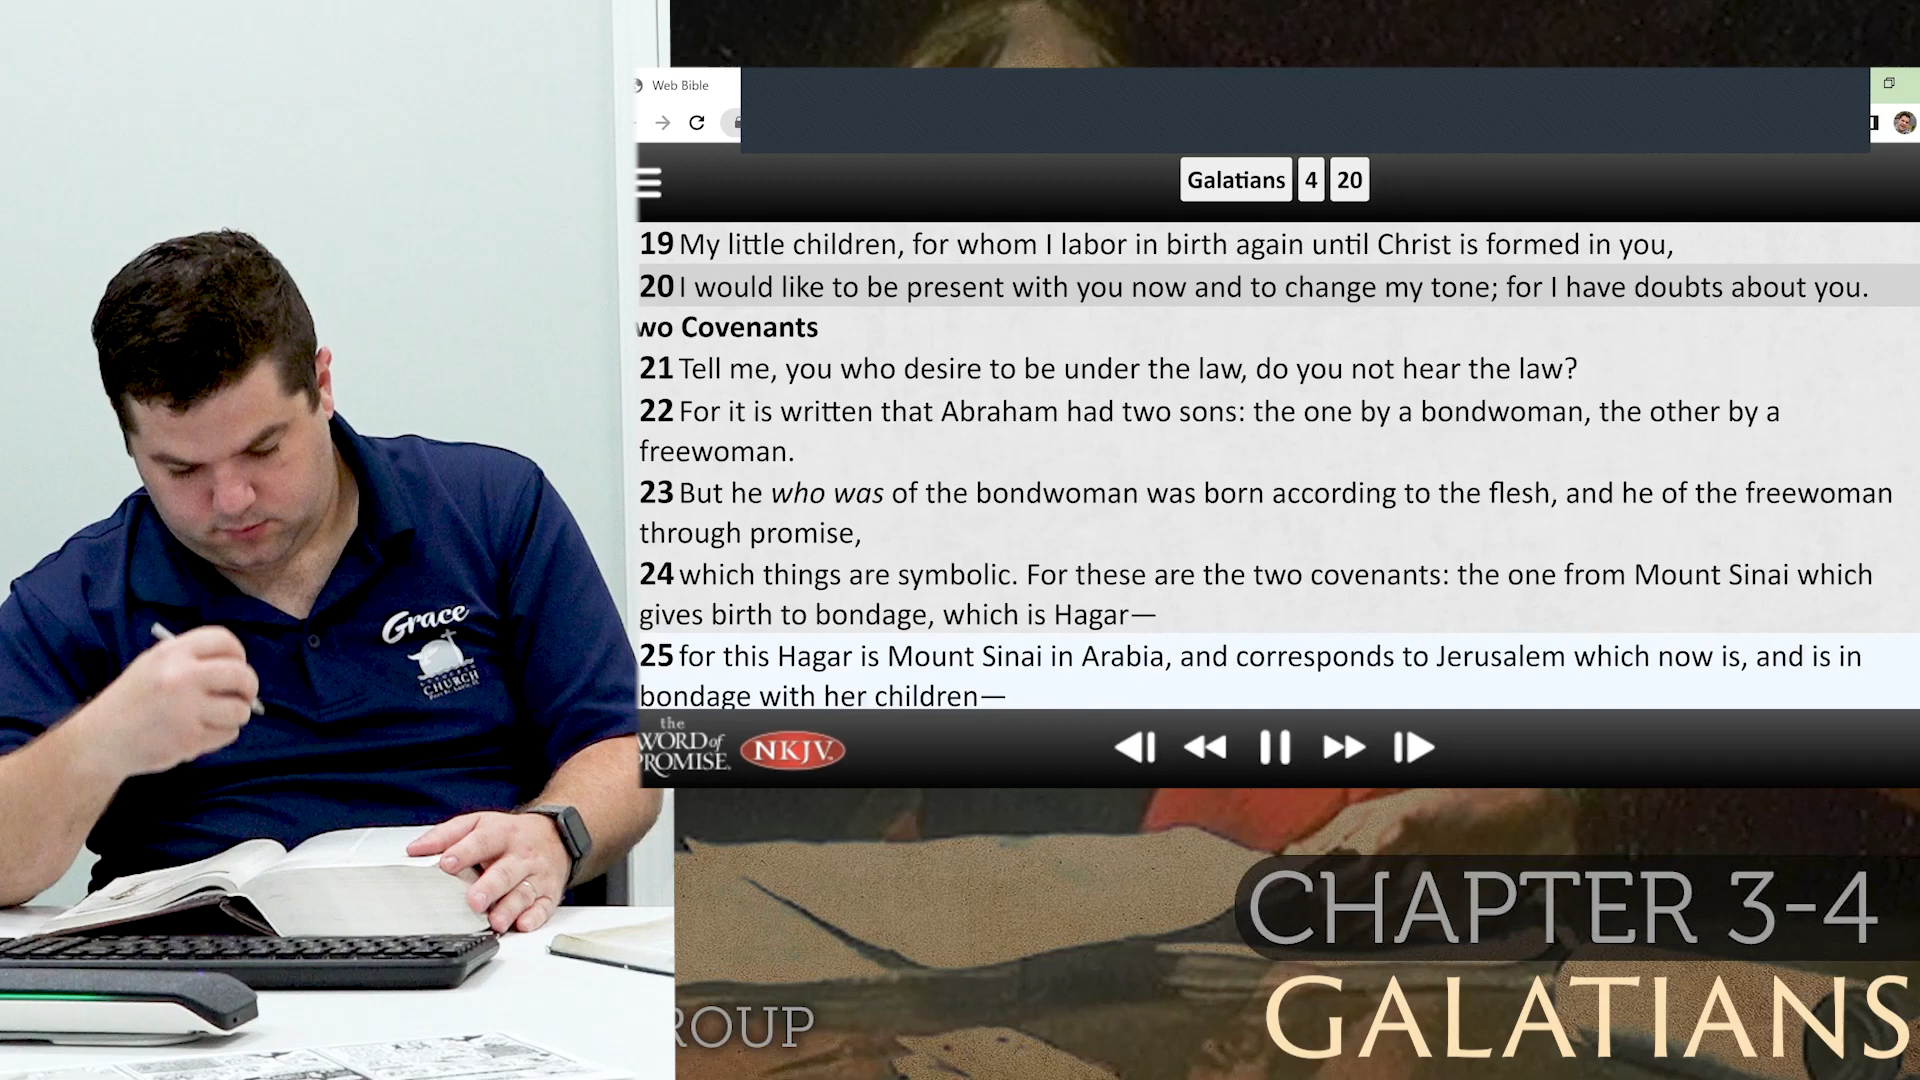 Web Bible
Galatians 4 20
19 My little children, for whom I labor in birth again until Christ is formed in you,
20 I would like to be present with you now and to change my tone; for I have doubts about you.
wo Covenants
21 Tell me, you who desire to be under the law, do you not hear the law?
22 For it is written that Abraham had two sons: the one by a bondwoman, the other by a
freewoman.
23 But he who was of the bondwoman was born according to the flesh, and he of the freewoman
through promise,
24 which things are symbolic. For these are the two covenants: the one from Mount Sinai which
gives birth to bondage, which is Hagar—
25 for this Hagar is Mount Sinai in Arabia, and corresponds to Jerusalem which now is, and is in
bondage with her children—
the
WORD of
PROMISE
NKJV
Grace
CHURCH
CHAPTER 3-4
GALATIANS
ROUP